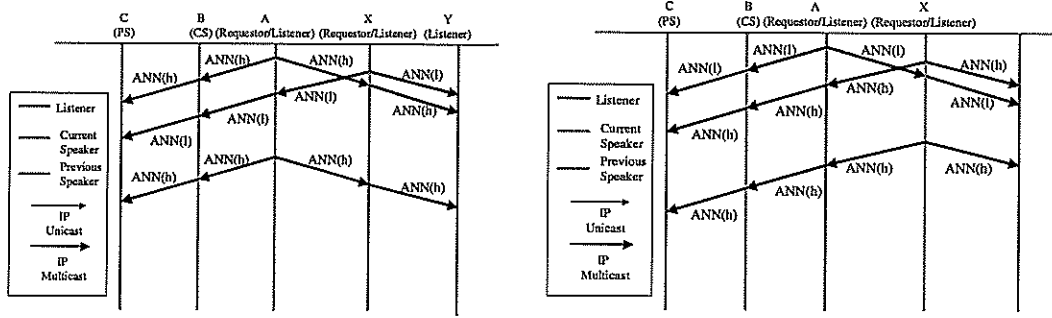 C B A X Y
(PS) (CS) (Requestor/Listener) (Requestor/Listener) (Listener)
ANN(h) ANN(h) ANN(h) ANN(l)
ANN(l) ANN(h)
ANN(l) ANN(l)
ANN(h) ANN(h) ANN(h)
ANN(h)
Listener
Current
Speaker
Previous
Speaker
IP
Unicast
IP
Multicast
C B A X
(PS) (CS) (Requestor/Listener) (Requestor/Listener)
ANN(l) ANN(l) ANN(l) ANN(h)
ANN(h) ANN(l)
ANN(h) ANN(h)
ANN(h) ANN(h)
ANN(h) ANN(h)
Listener
Current
Speaker
Previous
Speaker
IP
Unicast
IP
Multicast